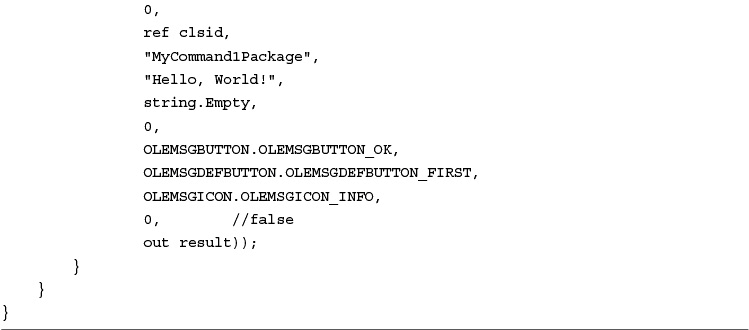 0,
                ref clsid,
                "MyCommand1Package",
                "Hello, World!",
                string.Empty,
                0,
                OLEMSGBUTTON.OLEMSGBUTTON_OK,
                OLEMSGDEFBUTTON.OLEMSGDEFBUTTON_FIRST,
                OLEMSGICON.OLEMSGICON_INFO,
                0,        //false
                out result));
        }
    }
}